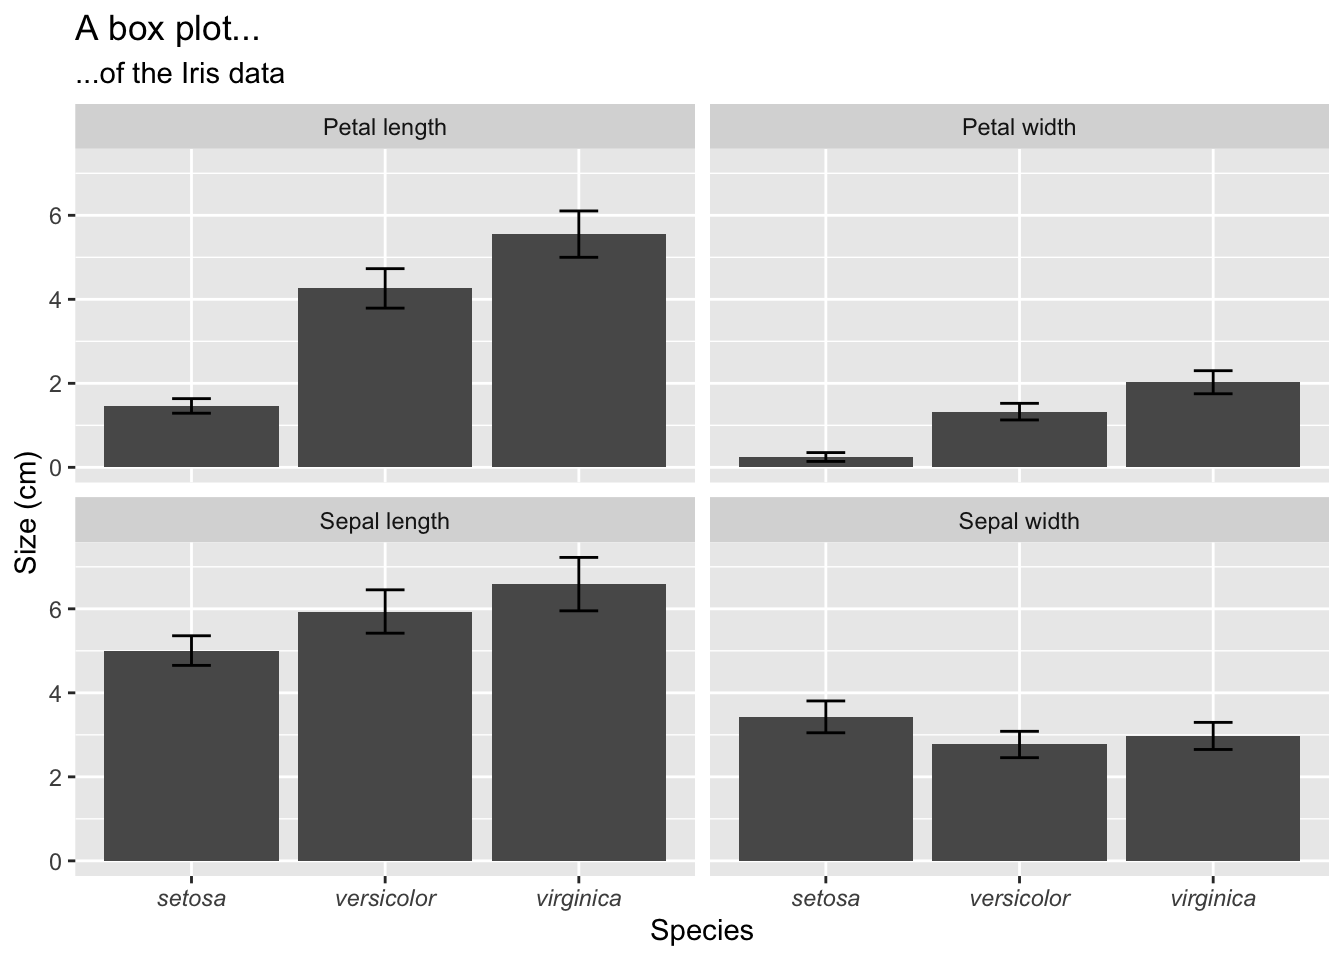 A box plot...
...of the Iris data
Petal length
Petal width
6
4
2
0
Size (cm)
Sepal length
Sepal width
6
4
2
0
setosa
versicolor
virginica
setosa
versicolor
virginica
Species